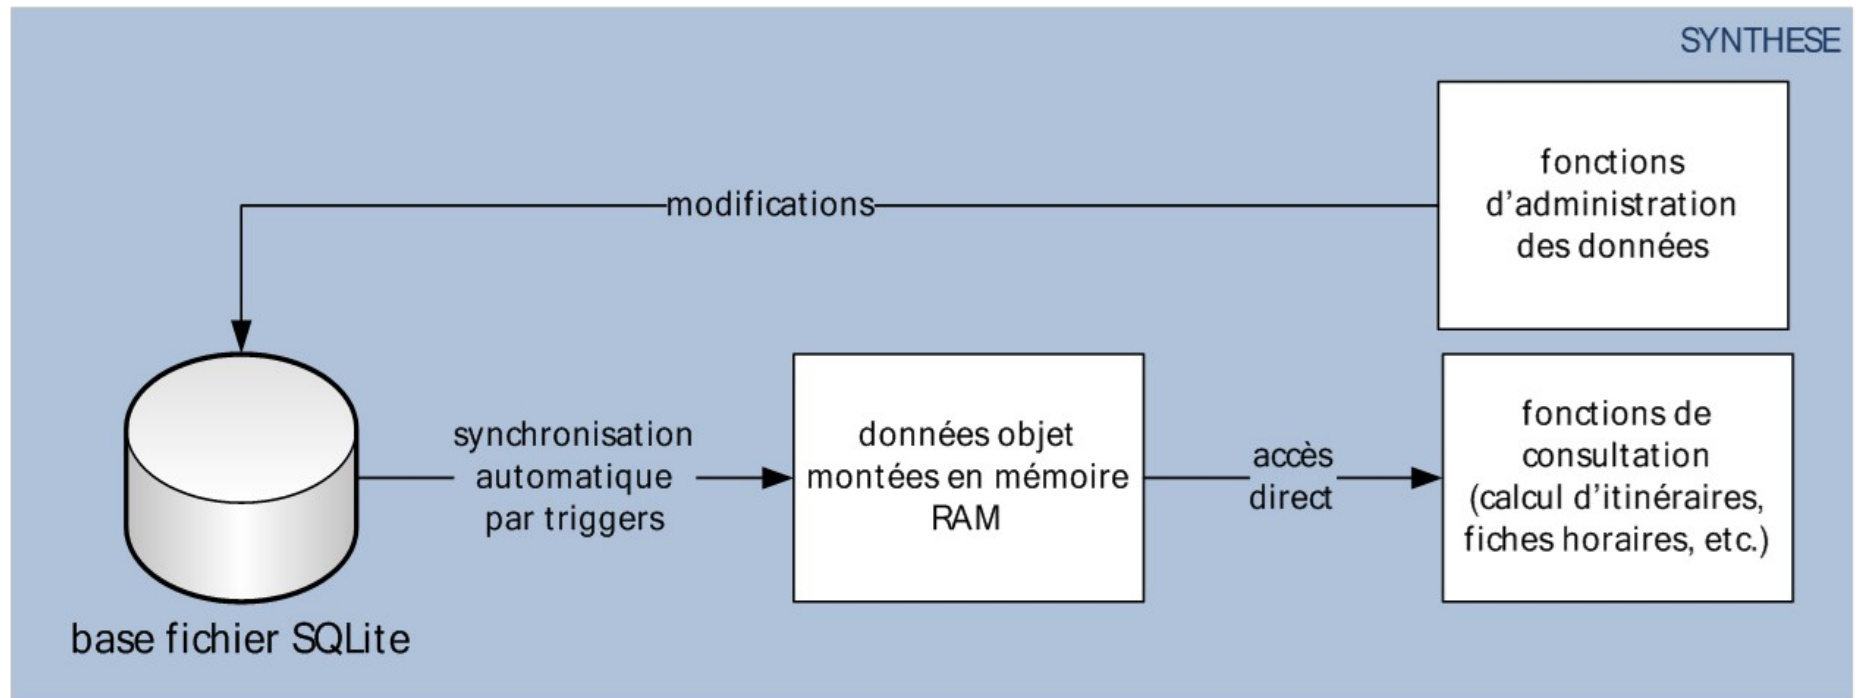 SYNTHESE
fonctions
d'administration
des données
modifications
synchronisation
automatique
par triggers
données objet
montées en mémoire
RAM
accès
direct
fonctions de
consultation
(calcul d'itinéraires,
fiches horaires, etc.)
base fichier SQLite